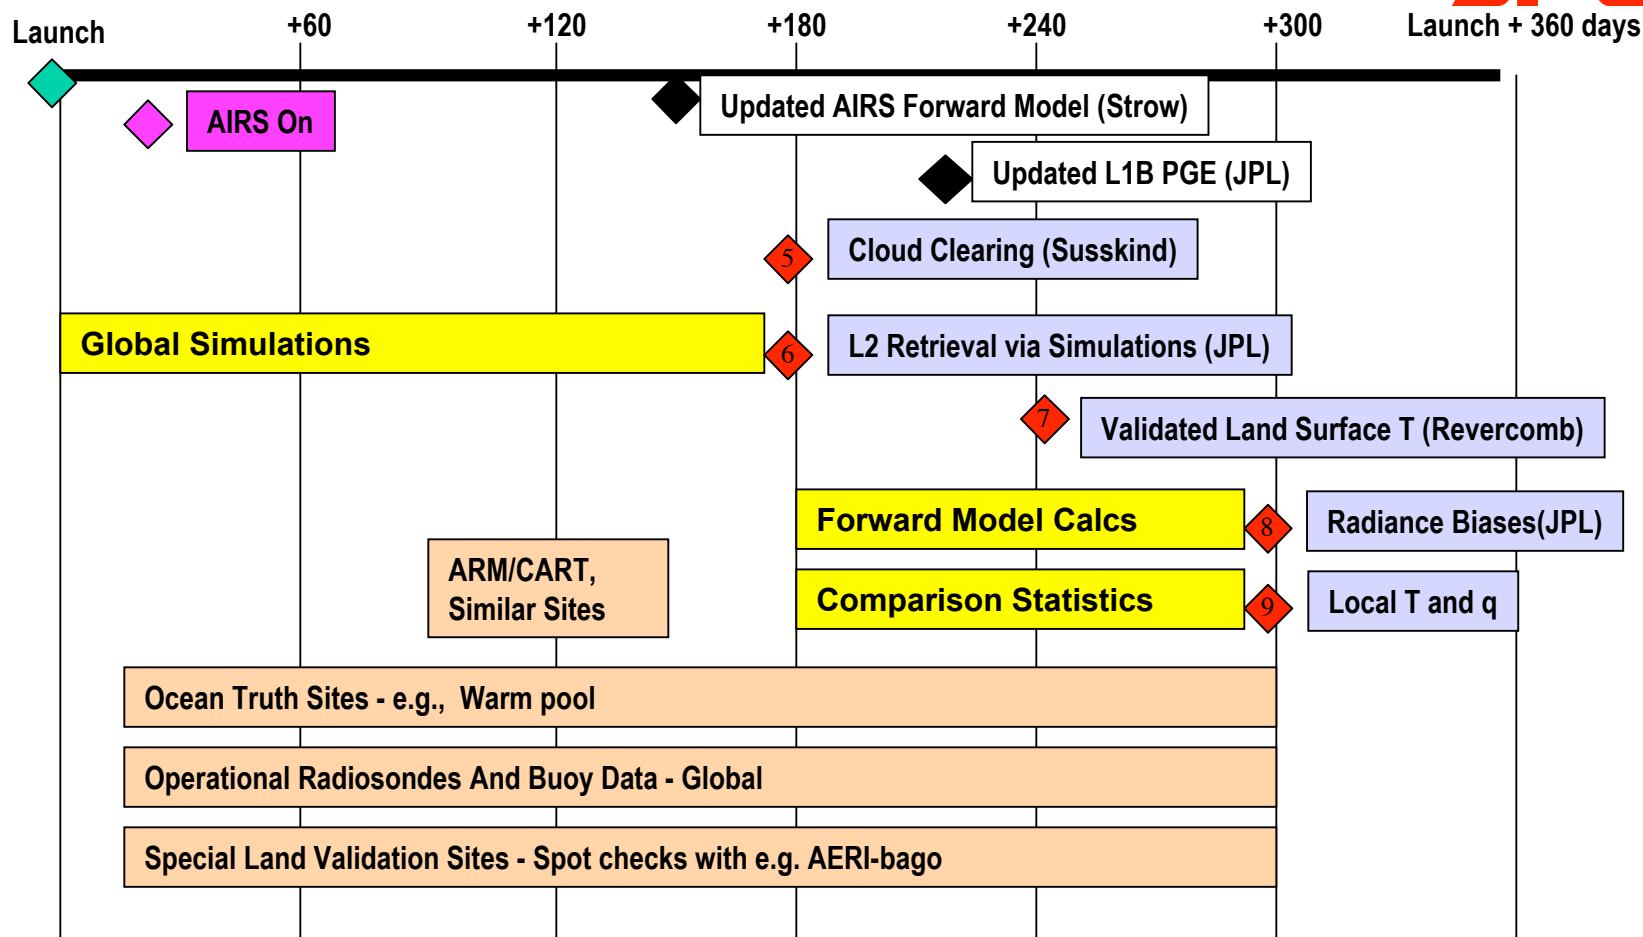 Launch +60 +120 +180 +240 +300 Launch + 360 days
AIRS On
Updated AIRS Forward Model (Strow)
Updated L1B PGE (JPL)
5 Cloud Clearing (Susskind)
Global Simulations 6 L2 Retrieval via Simulations (JPL)
7 Validated Land Surface T (Revercomb)
Forward Model Calcs 8 Radiance Biases(JPL)
ARM/CART,
Similar Sites
Comparison Statistics 9 Local T and q
Ocean Truth Sites - e.g., Warm pool
Operational Radiosondes And Buoy Data - Global
Special Land Validation Sites - Spot checks with e.g. AERI-bago